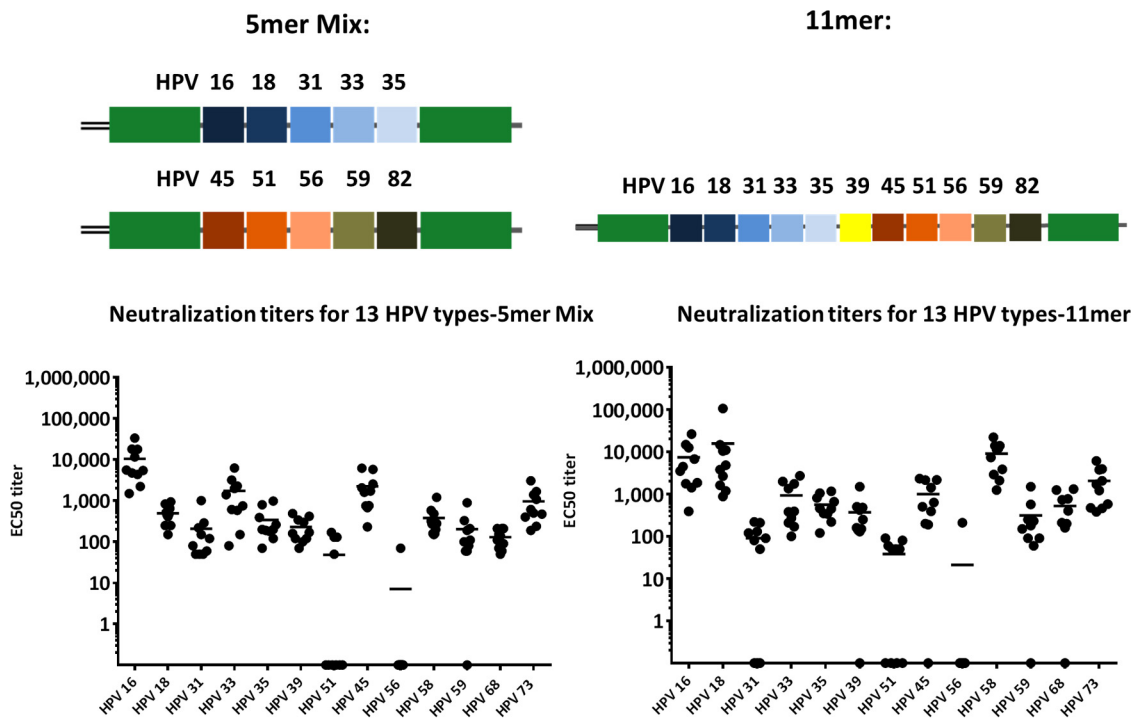 5mer Mix:
HPV 16 18 31 33 35
HPV 45 51 56 59 82
11mer:
HPV 16 18 31 33 35 39 45 51 56 59 82
Neutralization titers for 13 HPV types-5mer Mix
EC50 titer
1,000,000
100,000
10,000
1,000
100
10
1
HPV 16
HPV 18
HPV 31
HPV 33
HPV 35
HPV 39
HPV 51
HPV 45
HPV 56
HPV 58
HPV 59
HPV 68
HPV 73
Neutralization titers for 13 HPV types-11mer
EC50 titer
1,000,000
100,000
10,000
1,000
100
10
1
HPV 16
HPV 18
HPV 31
HPV 33
HPV 35
HPV 39
HPV 51
HPV 45
HPV 56
HPV 58
HPV 59
HPV 68
HPV 73